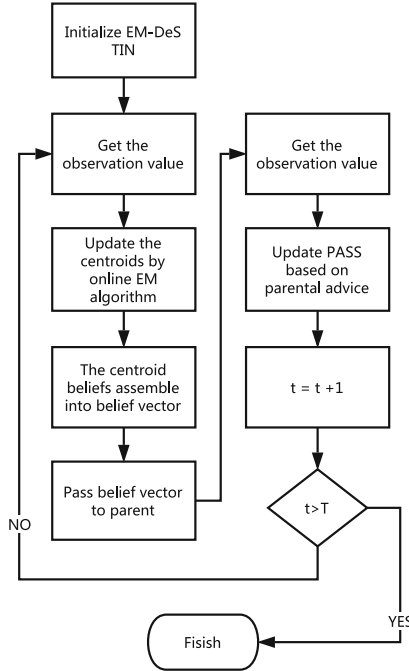 Initialize EM-DeS
TIN
Get the
observation value
Update the
centroids by
online EM
algorithm
The centroid
beliefs assemble
into belief vector
Pass belief vector
to parent
Get the
observation value
Update PASS
based on
parental advice
t = t +1
t>T
NO
YES
Fisish